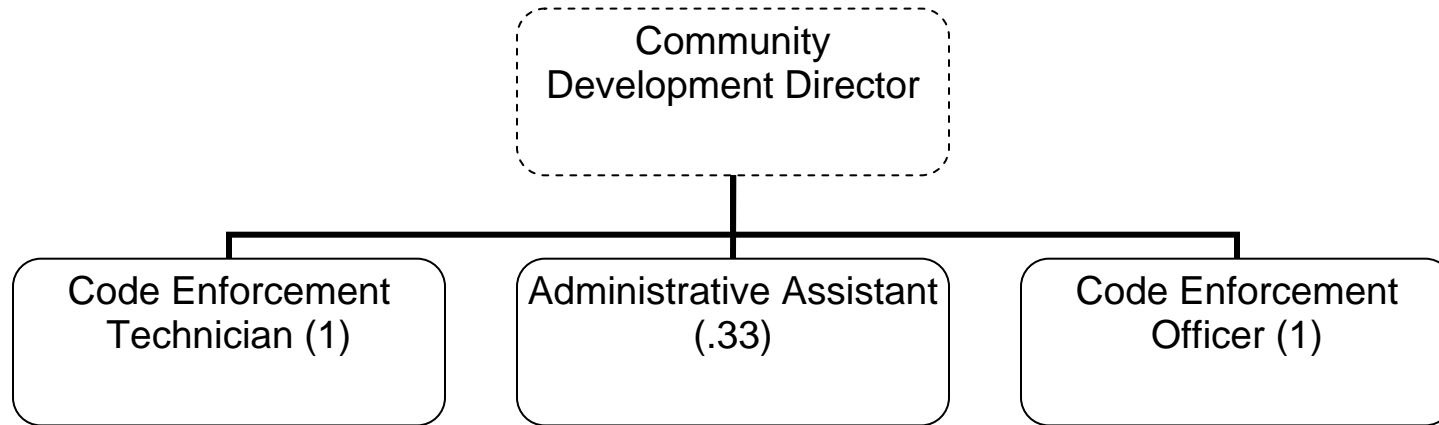 Community
Development Director
Code Enforcement
Technician (1)
Administrative Assistant
(.33)
Code Enforcement
Officer (1)